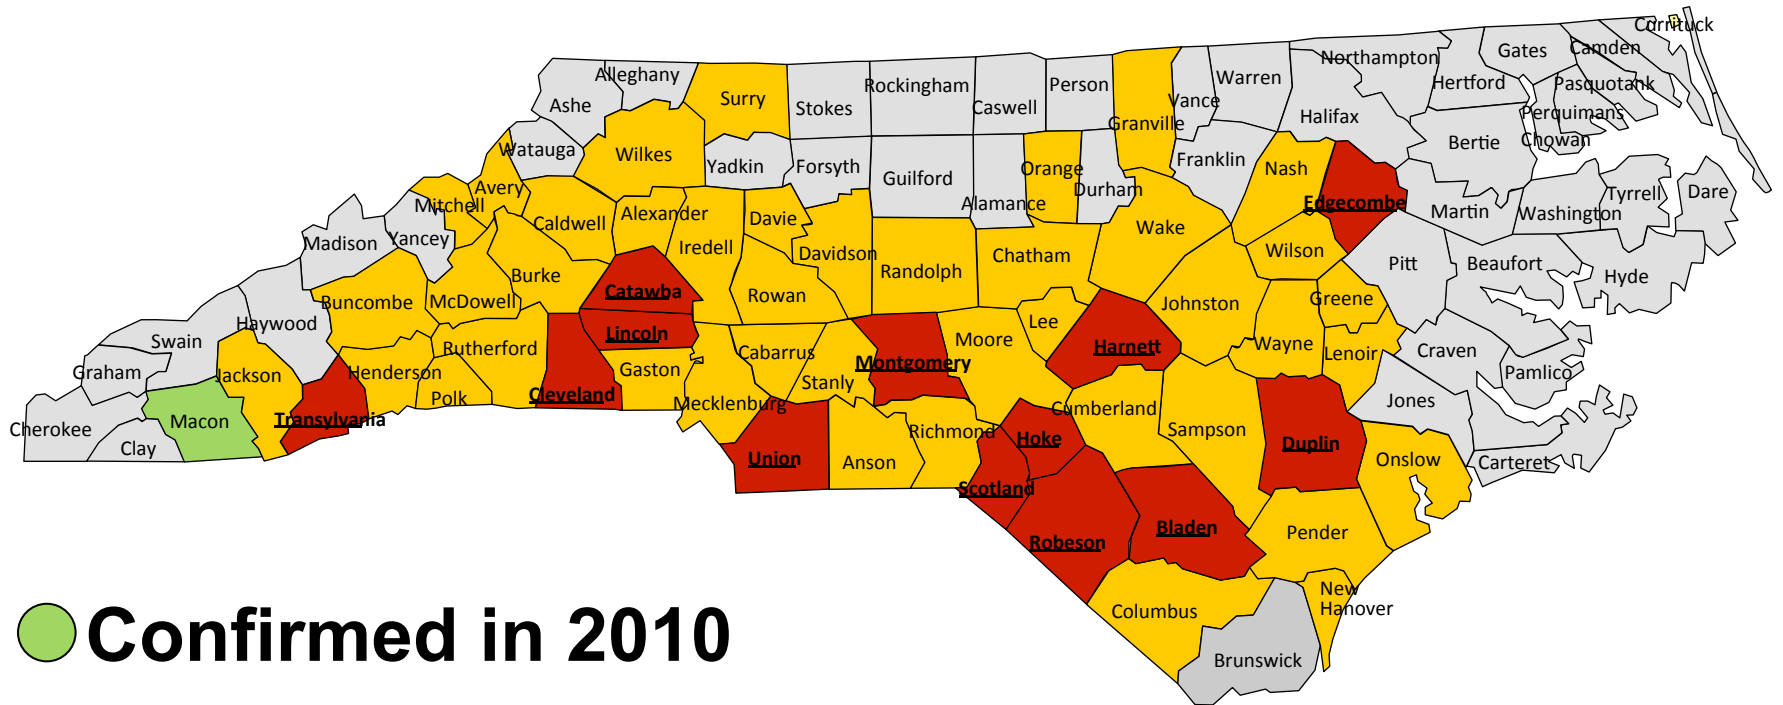 Currituck
Alleghany
Surry
Northampton
Gates
Camden
Ashe
Stokes
Rockingham
Caswell
Person
Granville
Vance
Warren
Halifax
Hertford
Pasquotank
Perquimans
Chowan
Bertie
Watauga
Wilkes
Yadkin
Forsyth
Guilford
Alamance
Orange
Durham
Franklin
Nash
Edgecombe
Martin
Washington
Tyrrell
Dare
Mitchell
Avery
Caldwell
Alexander
Iredell
Davie
Davidson
Randolph
Chatham
Wake
Wilson
Pitt
Beaufort
Hyde
Madison
Yancey
Buncombe
McDowell
Burke
Catawba
Rowan
Lincoln
Johnston
Greene
Haywood
Swain
Graham
Jackson
Henderson
Rutherford
Polk
Cleveland
Gaston
Cabarrus
Stanly
Montgomery
Moore
Lee
Harnett
Wayne
Lenoir
Craven
Pamlico
Jones
Cherokee
Clay
Macon
Transylvania
Mecklenburg
Union
Anson
Richmond
Hoke
Scotland
Cumberland
Sampson
Duplin
Onslow
Carteret
Robeson
Bladen
Pender
Columbus
New
Hanover
Brunswick
Confirmed in 2010